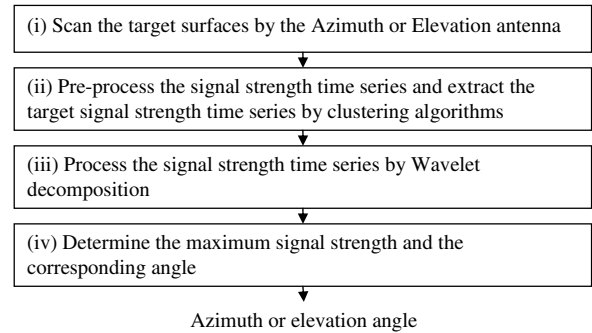 (i) Scan the target surfaces by the Azimuth or Elevation antenna
(ii) Pre-process the signal strength time series and extract the
target signal strength time series by clustering algorithms
(iii) Process the signal strength time series by Wavelet
decomposition
(iv) Determine the maximum signal strength and the
corresponding angle
Azimuth or elevation angle